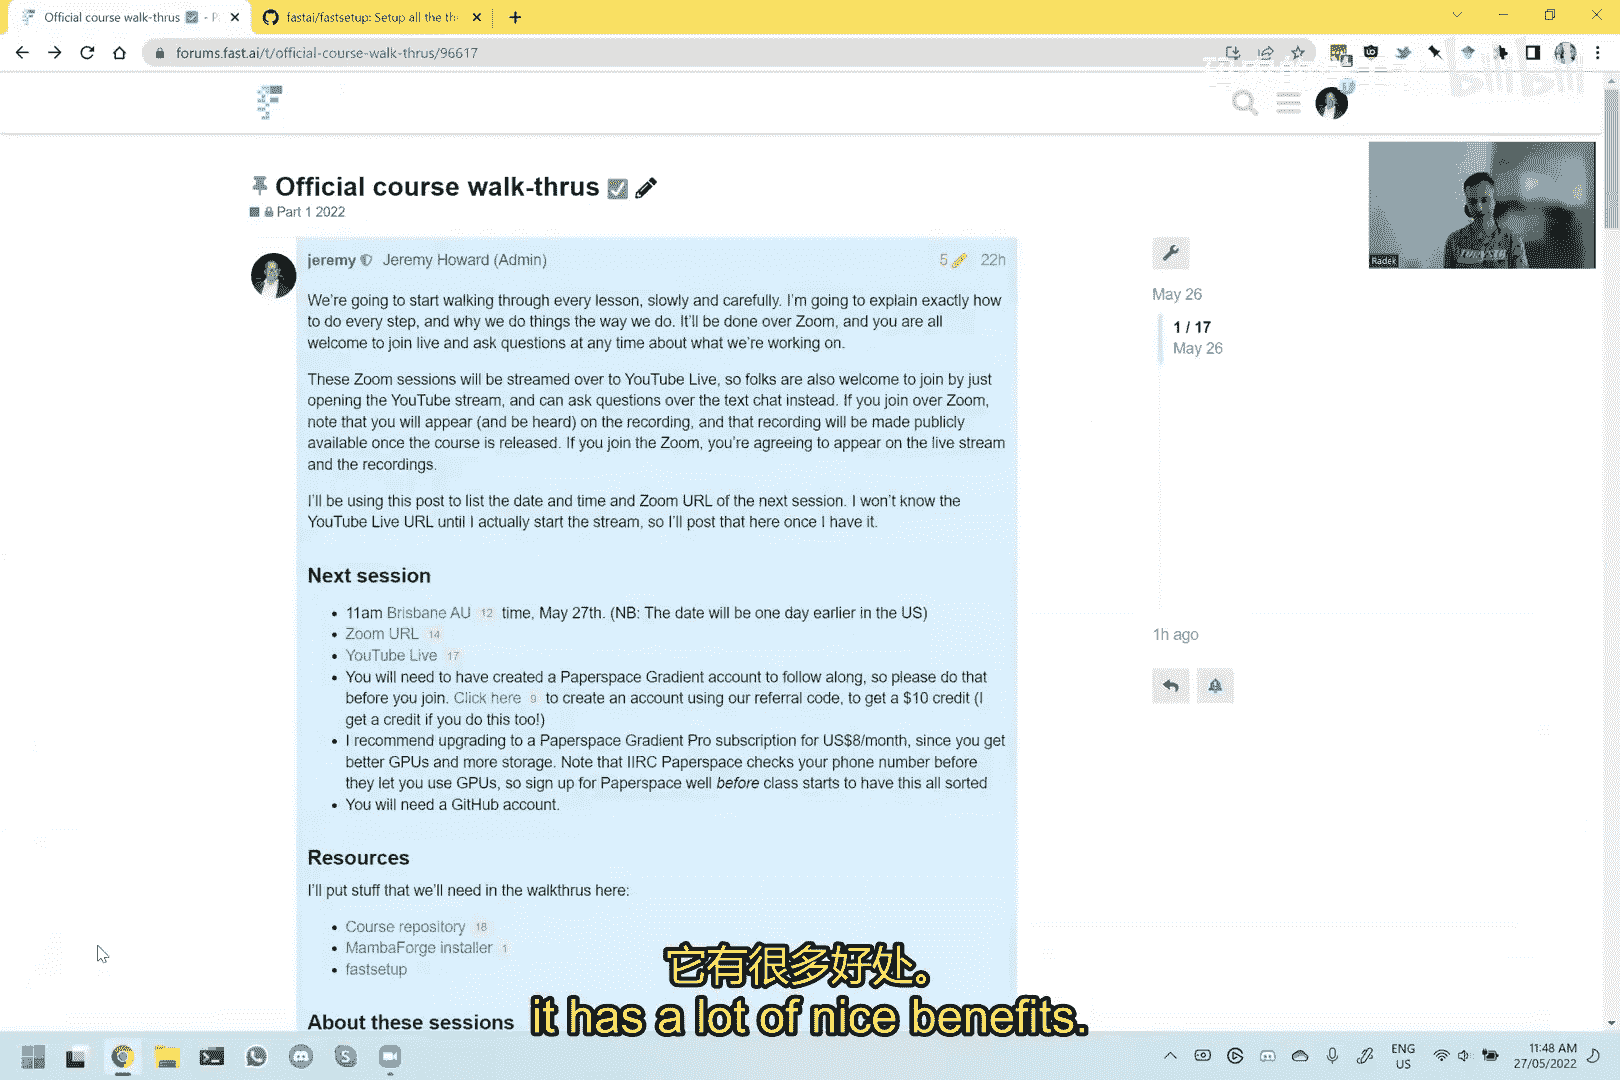 Official course walk-thrus
fastai/fastsetup: Setup all the th
forums.fast.ai/t/official-course-walk-thrus/96617
bilibili
Official course walk-thrus
Part 1 2022
Radek
jeremy Jeremy Howard (Admin) 5 22h
We're going to start walking through every lesson, slowly and carefully. I'm going to explain exactly how
to do every step, and why we do things the way we do. It'll be done over Zoom, and you are all
welcome to join live and ask questions at any time about what we're working on.
These Zoom sessions will be streamed over to YouTube Live, so folks are also welcome to join by just
opening the YouTube stream, and can ask questions over the text chat instead. If you join over Zoom,
note that you will appear (and be heard) on the recording, and that recording will be made publicly
available once the course is released. If you join the Zoom, you're agreeing to appear on the live stream
and the recordings.
I'll be using this post to list the date and time and Zoom URL of the next session. I won't know the
YouTube Live URL until I actually start the stream, so I'll post that here once I have it.
Next session
11am Brisbane AU 12 time, May 27th. (NB: The date will be one day earlier in the US)
Zoom URL 14
YouTube Live 17
You will need to have created a Paperspace Gradient account to follow along, so please do that
before you join. Click here 9 to create an account using our referral code, to get a $10 credit (I
get a credit if you do this too!)
I recommend upgrading to a Paperspace Gradient Pro subscription for US$8/month, since you get
better GPUs and more storage. Note that IIRC Paperspace checks your phone number before
they let you use GPUs, so sign up for Paperspace well before class starts to have this all sorted
You will need a GitHub account.
Resources
I'll put stuff that we'll need in the walkthrus here:
Course repository 18
MambaForge installer 1
fastsetup
About these sessions
May 26
1 / 17
May 26
1h ago
它有很多好处。
it has a lot of nice benefits.
ENG
US
11:48 AM
27/05/2022